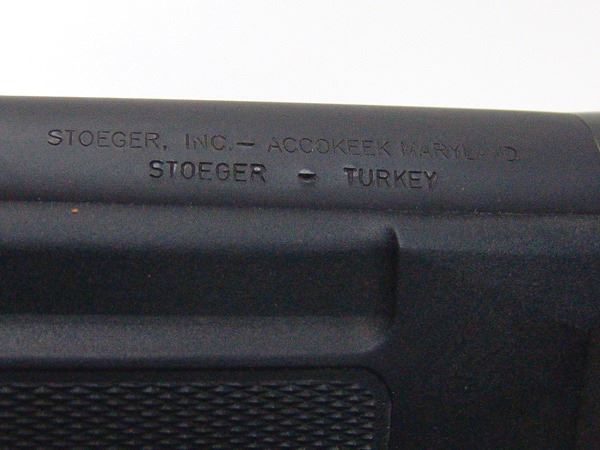 STOEGER, INC.— ACCOKEEK MARYLAND
STOEGER - TURKEY